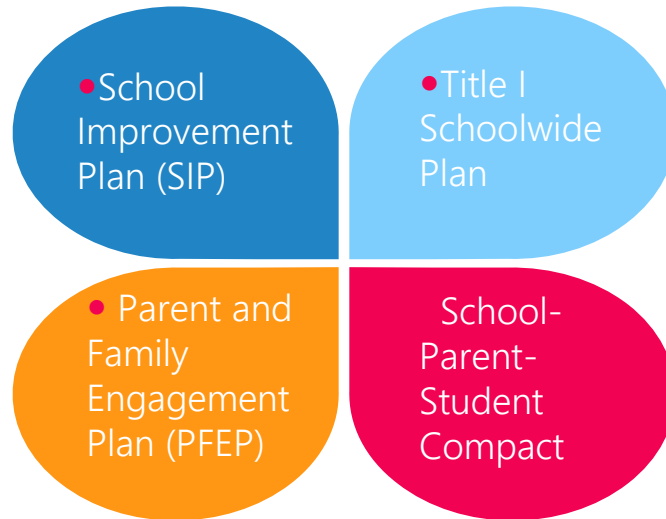 •School
Improvement
Plan (SIP)
•Title I
Schoolwide
Plan
• Parent and
Family
Engagement
Plan (PFEP)
School-
Parent-
Student
Compact